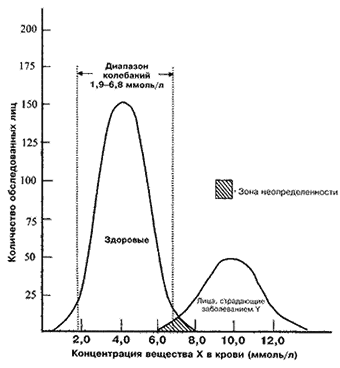 200
175
150
125
100
75
50
25
Количество обследованных лиц
Диапазон
колебаний
1,9–6,8 ммоль/л
- Зона неопределенности
Здоровые
Лица, страдающие
заболеванием Y
2,0 4,0 6,0 8,0 10,0 12,0
Концентрация вещества X в крови (ммоль/л)